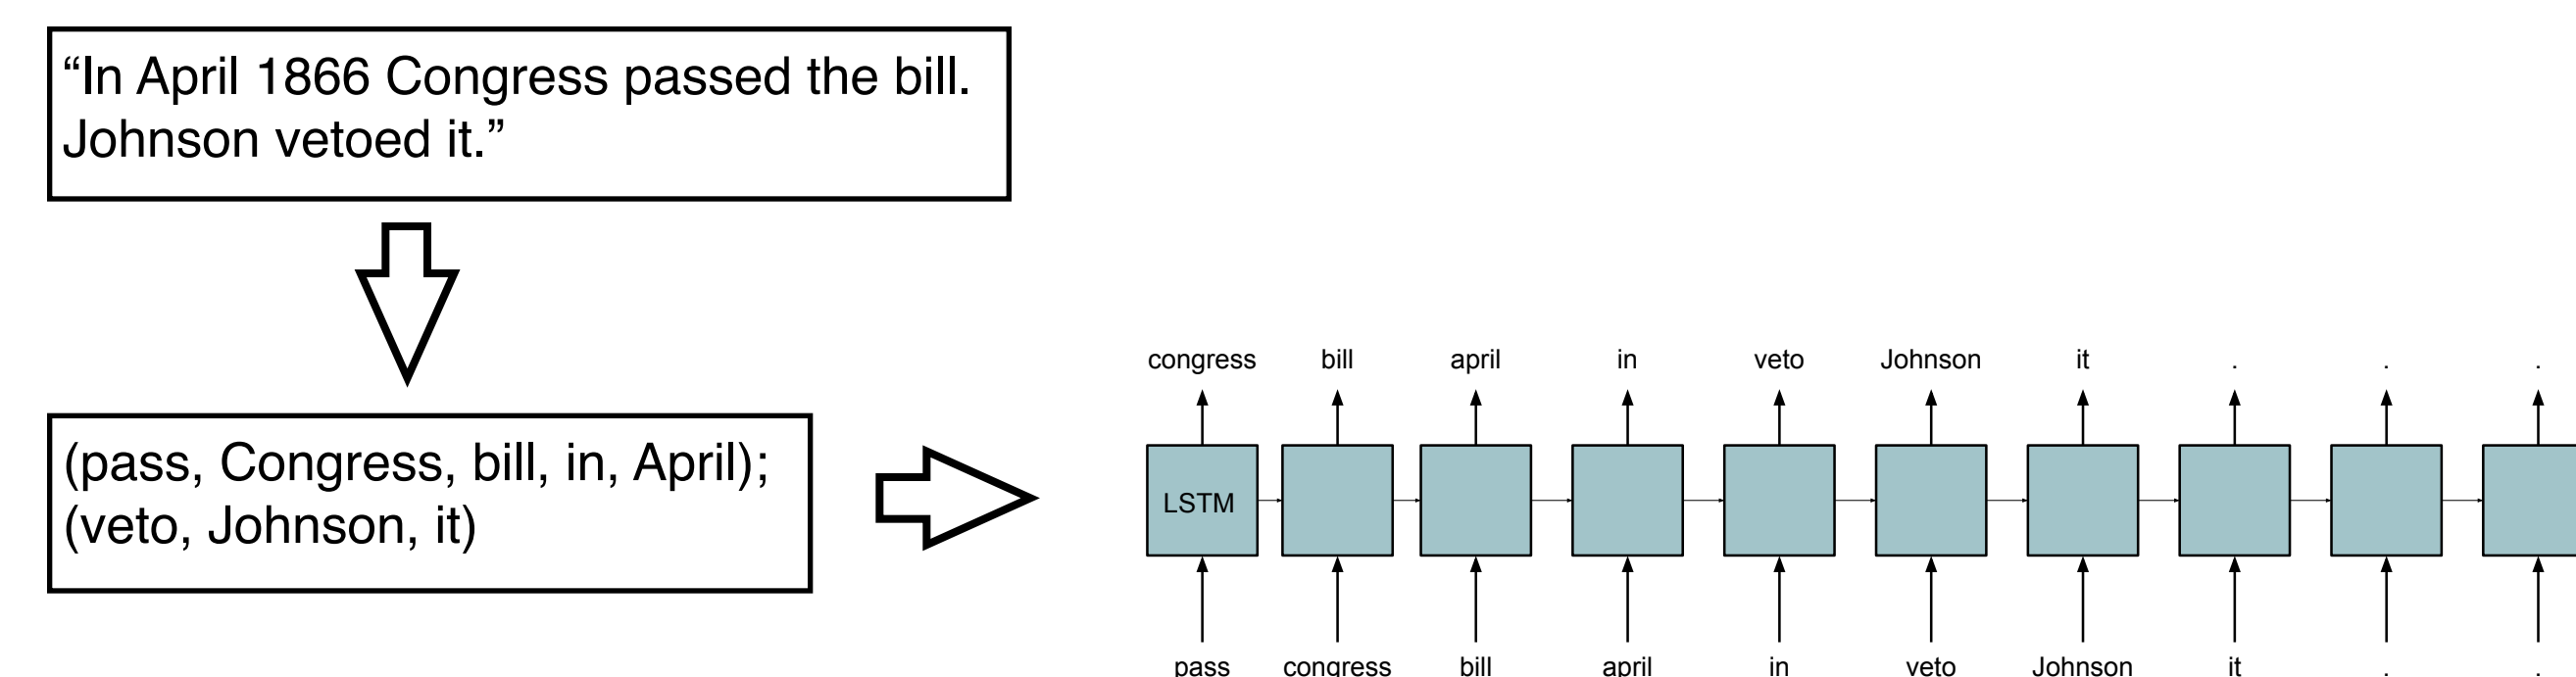 “In April 1866 Congress passed the bill.
Johnson vetoed it.”
(pass, Congress, bill, in, April);
(veto, Johnson, it)
congress bill april in veto Johnson it . . .
LSTM
pass congress bill april in veto Johnson it . .